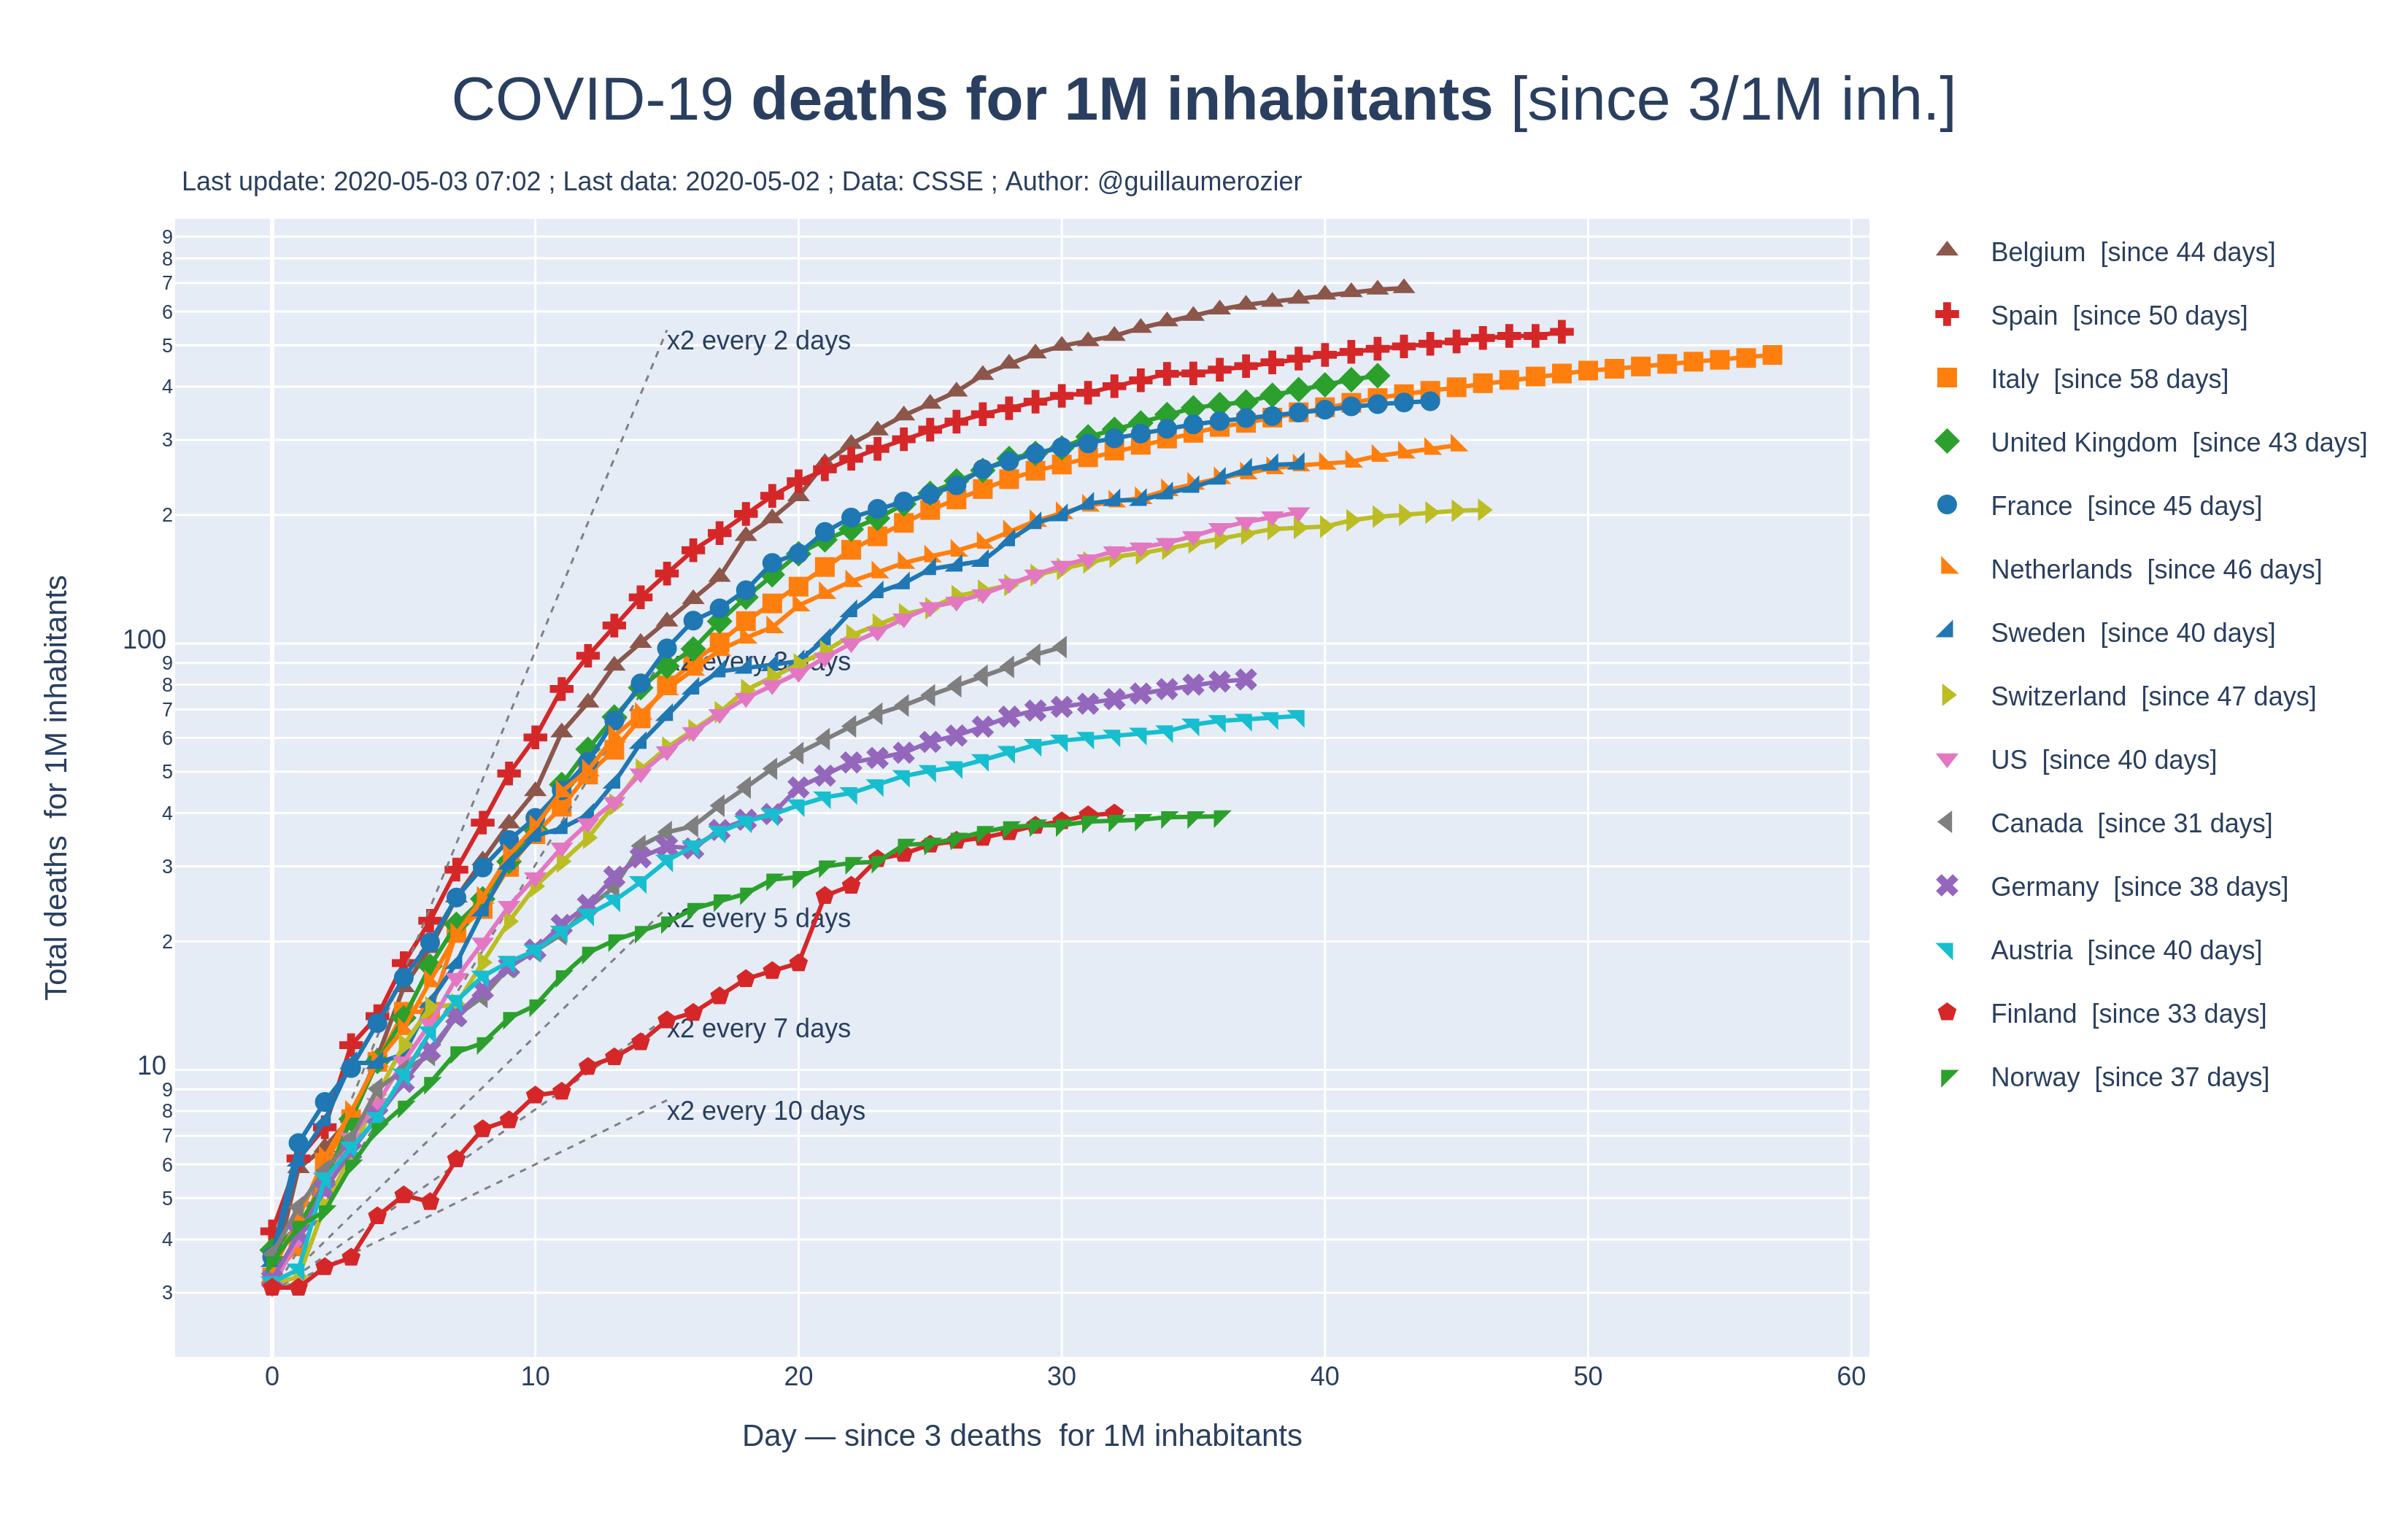 COVID-19 deaths for 1M inhabitants [since 3/1M inh.]
Last update: 2020-05-03 07:02 ; Last data: 2020-05-02 ; Data: CSSE ; Author: @guillaumerozier
9
8
7
6
5
4
3
2
100
9
8
7
6
5
4
3
2
10
9
8
7
6
5
4
3
Total deaths for 1M inhabitants
x2 every 2 days
x2 every 3 days
x2 every 5 days
x2 every 7 days
x2 every 10 days
0 10 20 30 40 50 60
Day — since 3 deaths for 1M inhabitants
Belgium [since 44 days]
Spain [since 50 days]
Italy [since 58 days]
United Kingdom [since 43 days]
France [since 45 days]
Netherlands [since 46 days]
Sweden [since 40 days]
Switzerland [since 47 days]
US [since 40 days]
Canada [since 31 days]
Germany [since 38 days]
Austria [since 40 days]
Finland [since 33 days]
Norway [since 37 days]